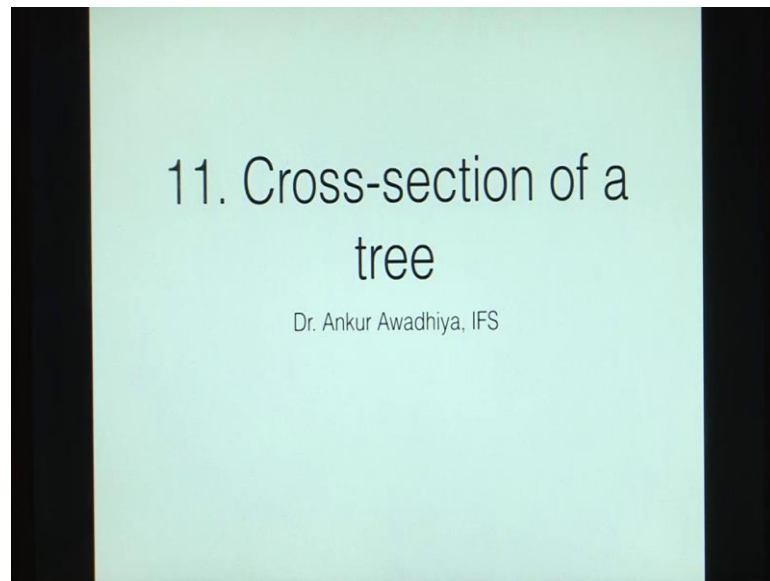 11. Cross-section of a
tree
Dr. Ankur Awadhiya, IFS